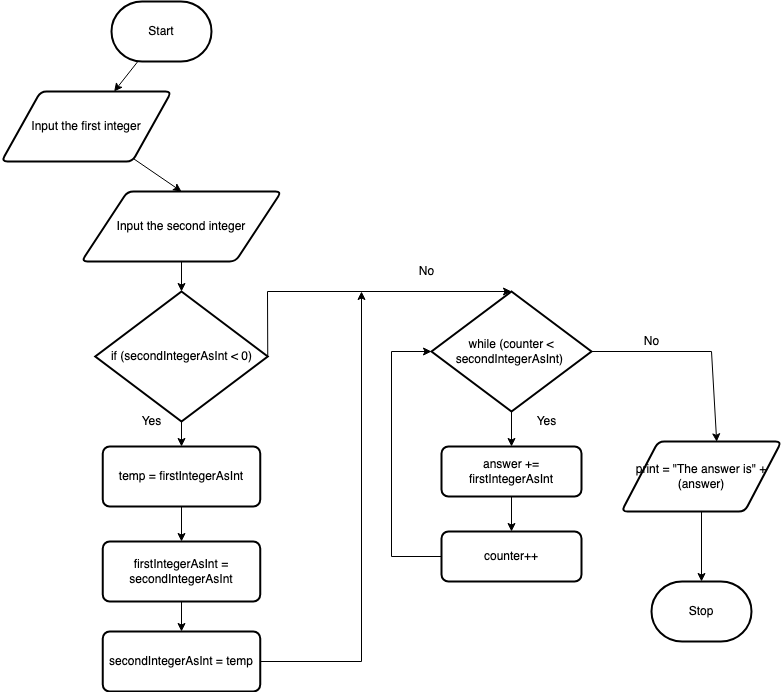 Start
Input the first integer
Input the second integer
No
if (secondIntegerAsInt < 0)
while (counter <
secondIntegerAsInt)
No
Yes
Yes
temp = firstIntegerAsInt
answer +=
firstIntegerAsInt
print = "The answer is" +
(answer)
firstIntegerAsInt =
secondIntegerAsInt
counter++
Stop
secondIntegerAsInt = temp